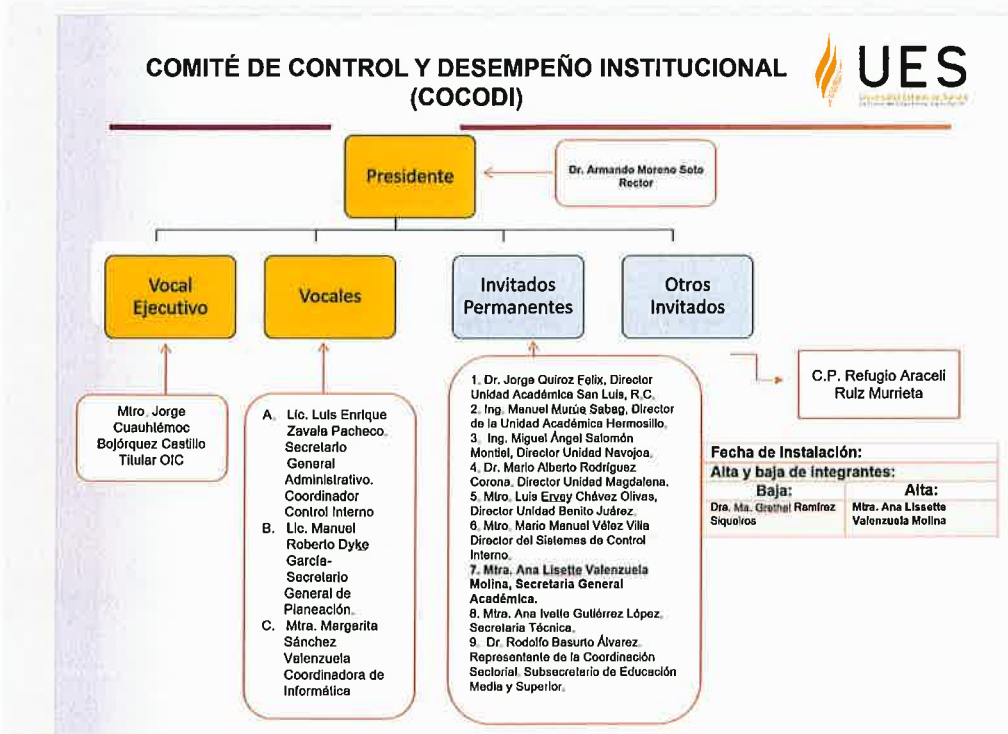 COMITÉ DE CONTROL Y DESEMPEÑO INSTITUCIONAL
(COCODI)
UES
Presidente
Dr. Armando Moreno Soto
Rector
Vocal
Ejecutivo
Vocales
Invitados
Permanentes
Otros
Invitados
Mtro. Jorge
Cuauhtémoc
Bojórquez Castillo
Titular OIC
A. Lic. Luis Enrique
Zavala Pacheco.
Secretario
General
Administrativo.
Coordinador
Control Interno
B. Lic. Manuel
Roberto Dyke
García-
Secretario
General de
Planeación.
C. Mtra. Margarita
Sánchez
Valenzuela
Coordinadora de
Informática
1. Dr. Jorge Quiroz Felix, Director
Unidad Académica San Luis, R.C.
2. Ing. Manuel Murúe Sabag, Director
de la Unidad Académica Hermosillo.
3. Ing. Miguel Ángel Salomón
Montiel, Director Unidad Navojoa.
4. Dr. Mario Alberto Rodríguez
Corona. Director Unidad Magdalena.
5. Mtro. Luis Ervey Chávez Olivas,
Director Unidad Benito Juárez.
6. Mtro. Mario Manuel Vélez Villa
Director del Sistemas de Control
Interno.
7. Mtra. Ana Lisette Valenzuela
Molina, Secretaria General
Académica.
8. Mtra. Ana Ivette Gutiérrez López.
Secretaria Técnica.
9. Dr. Rodolfo Basurto Álvarez.
Representante de la Coordinación
Sectorial. Subsecretario de Educación
Media y Superior.
C.P. Refugio Araceli
Ruiz Murrieta
Fecha de Instalación:
Alta y baja de integrantes:
Baja: Alta:
Dra. Ma. Grethel Ramírez Mtra. Ana Lissette
Siqueiros Valenzuela Molina